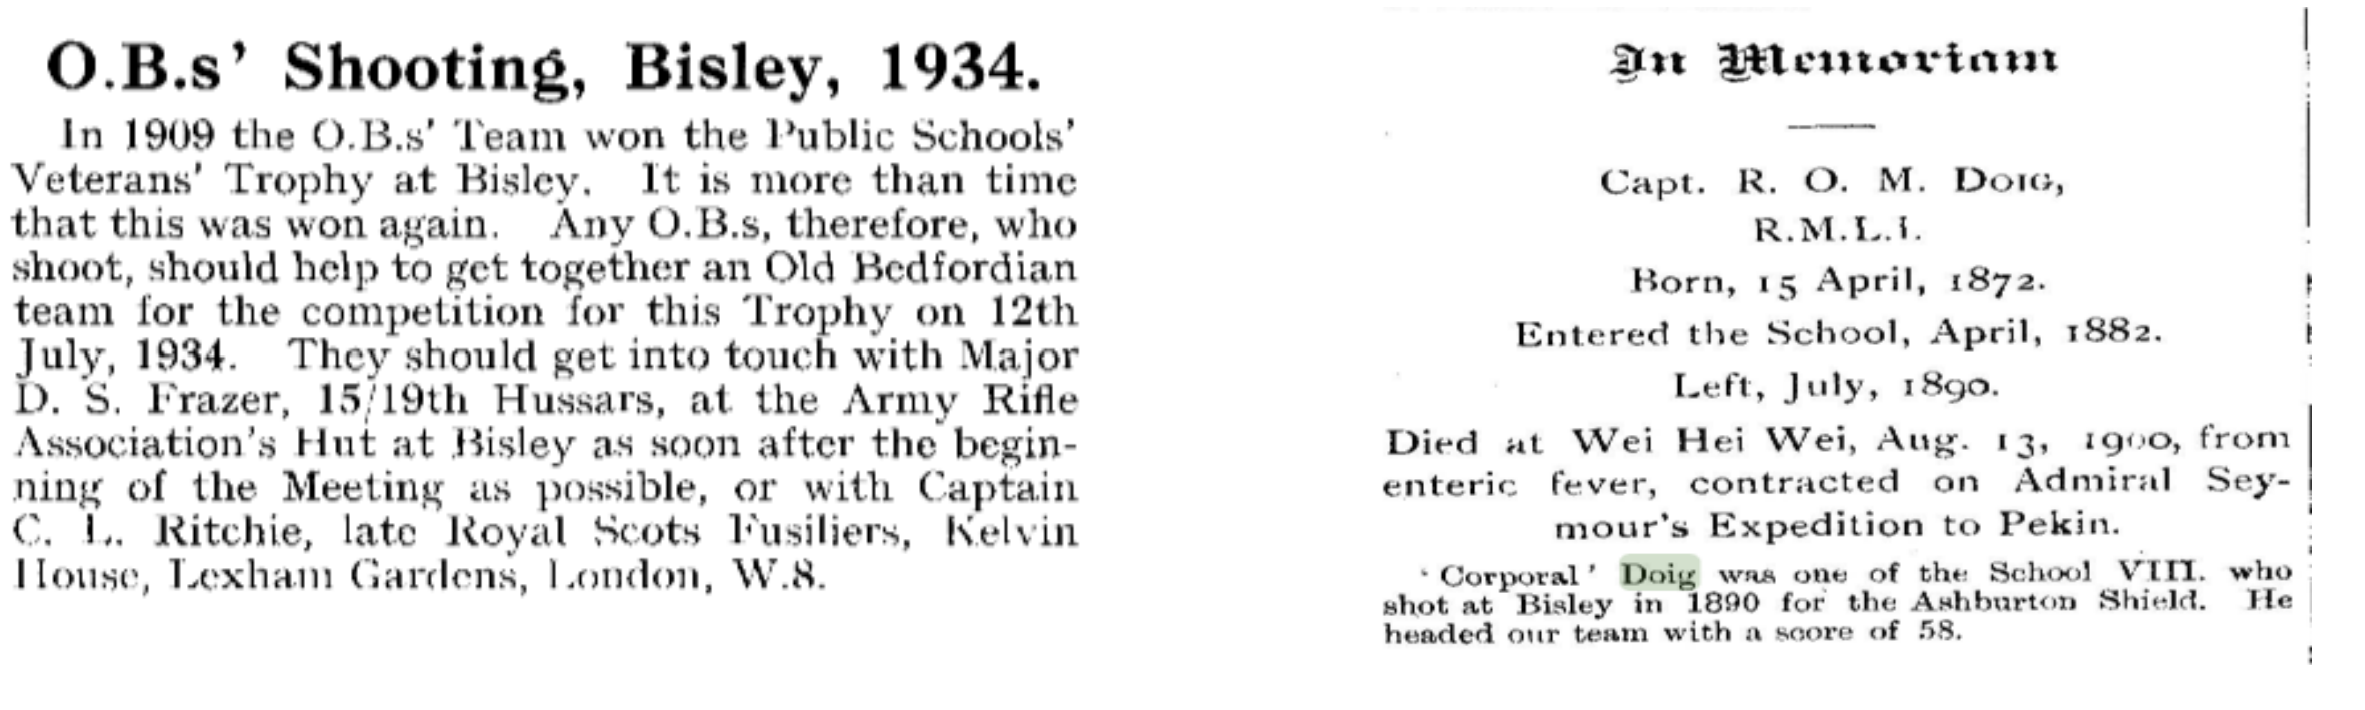 O.B.s' Shooting, Bisley, 1934.
In 1909 the O.B.s' Team won the Public Schools'
Veterans' Trophy at Bisley. It is more than time
that this was won again. Any O.B.s, therefore, who
shoot, should help to get together an Old Bedfordian
team for the competition for this Trophy on 12th
July, 1934. They should get into touch with Major
D. S. Frazer, 15/19th Hussars, at the Army Rifle
Association's Hut at Bisley as soon after the begin-
ning of the Meeting as possible, or with Captain
C. L. Ritchie, late Royal Scots Fusiliers, Kelvin
House, Lexham Gardens, London, W.8.
In Memoriam
Capt. R. O. M. Doig,
R.M.L.I.
Born, 15 April, 1872.
Entered the School, April, 1882.
Left, July, 1890.
Died at Wei Hei Wei, Aug. 13, 1900, from
enteric fever, contracted on Admiral Sey-
mour's Expedition to Pekin.
'Corporal' Doig was one of the School VIII. who
shot at Bisley in 1890 for the Ashburton Shield. He
headed our team with a score of 58.